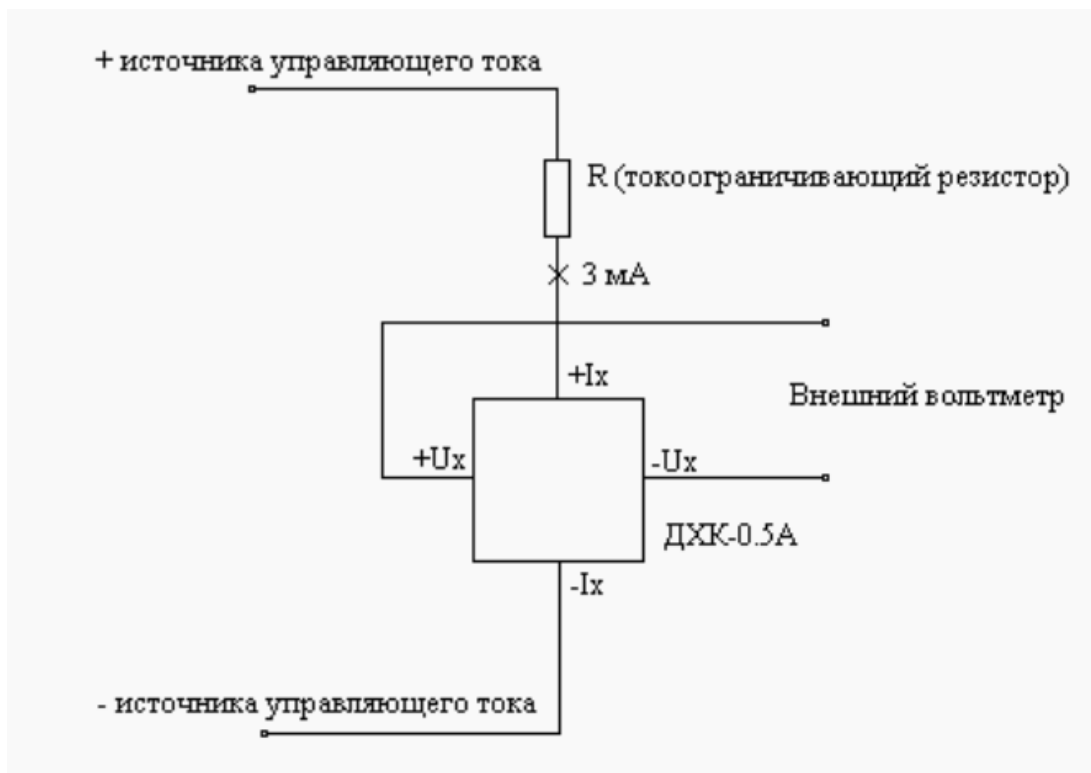 + источника управляющего тока
R (токоограничивающий резистор)
3 мА
+Ix
Внешний вольтметр
+Ux
-Ux
ДХК-0.5А
-Ix
- источника управляющего тока